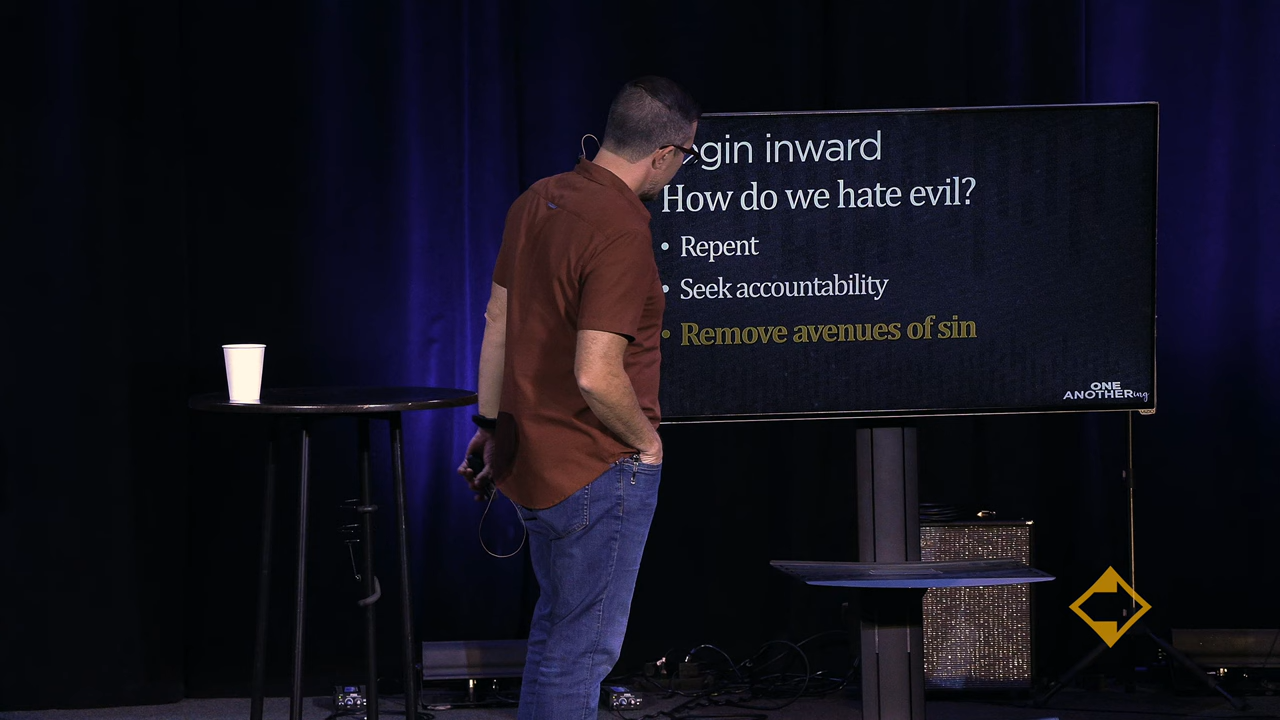 egin inward
How do we hate evil?
• Repent
• Seek accountability
• Remove avenues of sin
ONE
ANOTHERing